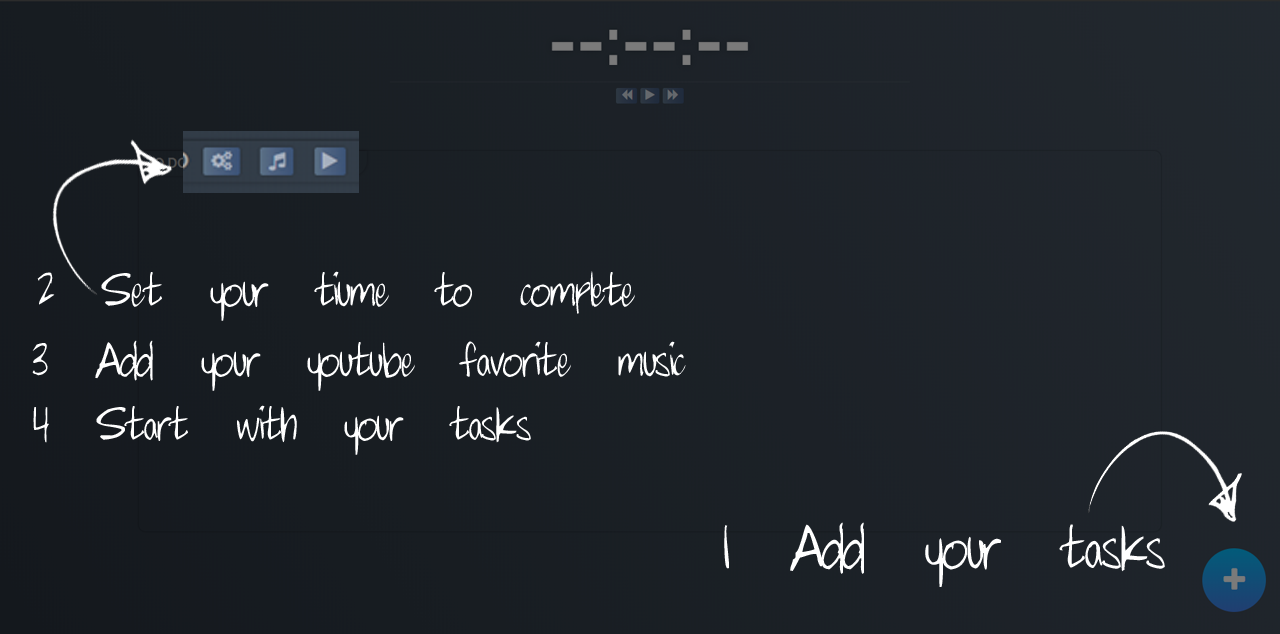 --:--:--
2 Set your tiume to complete
3 Add your youtube favorite music
4 Start with your tasks
1 Add your tasks